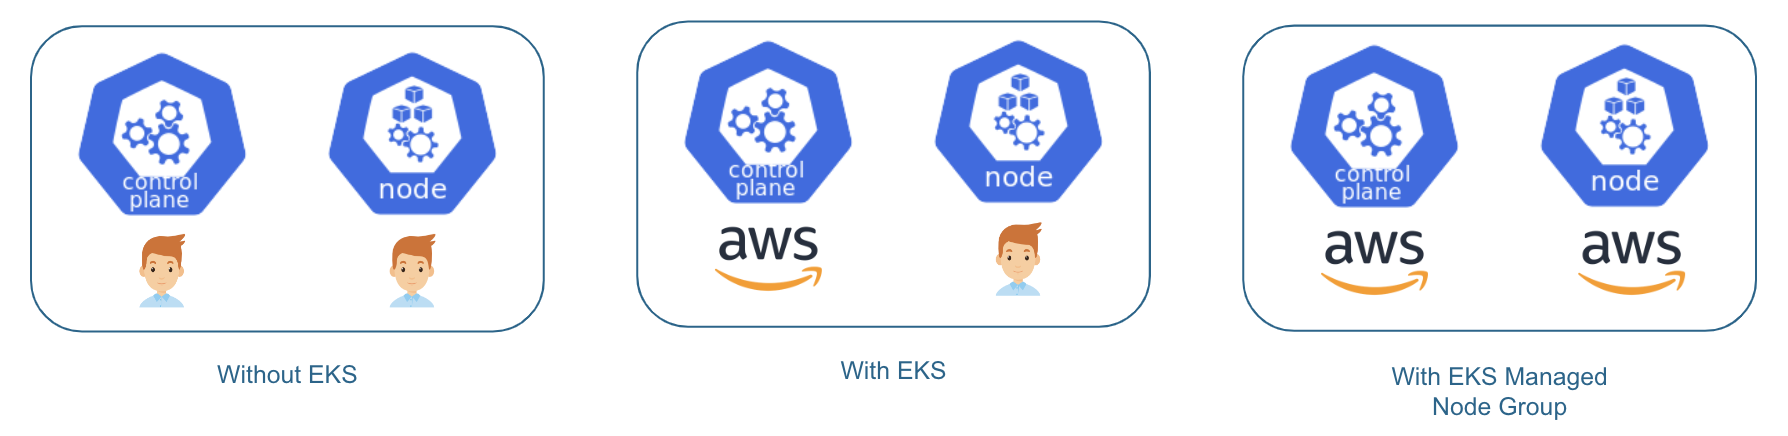 control
plane
node
aws
control
plane
node
aws
control
plane
node
aws
Without EKS
With EKS
With EKS Managed
Node Group